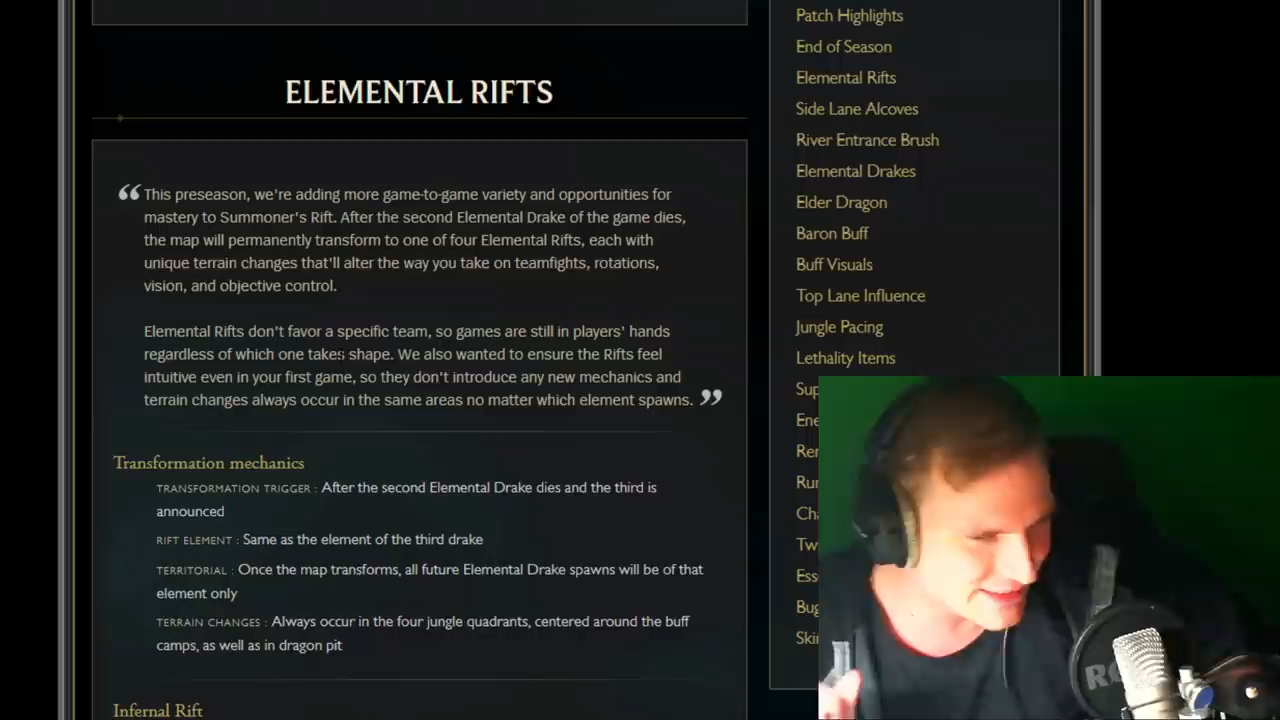 ELEMENTAL RIFTS
“ This preseason, we're adding more game-to-game variety and opportunities for
mastery to Summoner's Rift. After the second Elemental Drake of the game dies,
the map will permanently transform to one of four Elemental Rifts, each with
unique terrain changes that'll alter the way you take on teamfights, rotations,
vision, and objective control.
Elemental Rifts don't favor a specific team, so games are still in players' hands
regardless of which one takes shape. We also wanted to ensure the Rifts feel
intuitive even in your first game, so they don't introduce any new mechanics and
terrain changes always occur in the same areas no matter which element spawns. ”
Transformation mechanics
TRANSFORMATION TRIGGER : After the second Elemental Drake dies and the third is
announced
RIFT ELEMENT : Same as the element of the third drake
TERRITORIAL : Once the map transforms, all future Elemental Drake spawns will be of that
element only
TERRAIN CHANGES : Always occur in the four jungle quadrants, centered around the buff
camps, as well as in dragon pit
Infernal Rift
Patch Highlights
End of Season
Elemental Rifts
Side Lane Alcoves
River Entrance Brush
Elemental Drakes
Elder Dragon
Baron Buff
Buff Visuals
Top Lane Influence
Jungle Pacing
Lethality Items